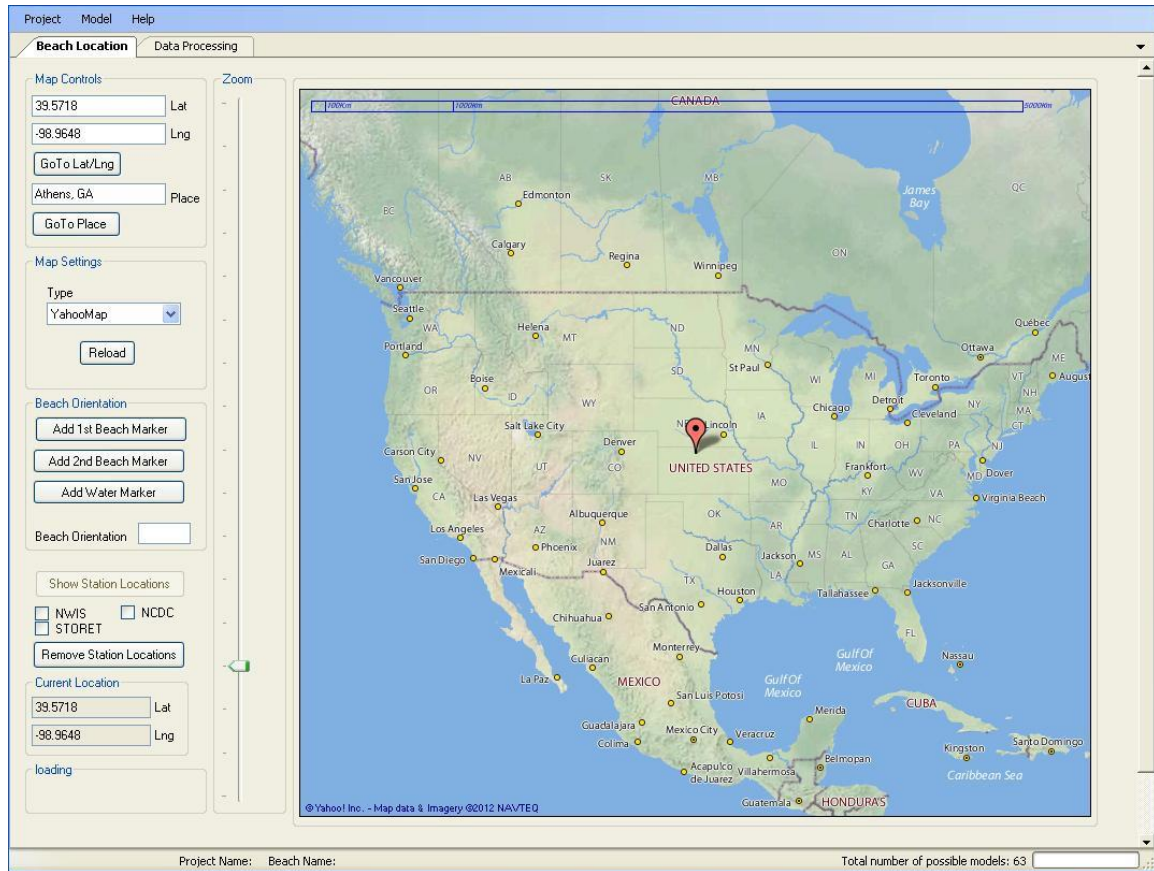 Project Model Help
Beach Location Data Processing
Map Controls
39.5718 Lat
-98.9648 Lng
GoTo Lat/Lng
Athens, GA Place
GoTo Place
Map Settings
Type
YahooMap
Reload
Beach Orientation
Add 1st Beach Marker
Add 2nd Beach Marker
Add Water Marker
Beach Orientation
Show Station Locations
NWIS NCDC
STORET
Remove Station Locations
Current Location
39.5718 Lat
-98.9648 Lng
loading
Zoom
100Km 1000Km 5000Km
CANADA
AB SK MB
Edmonton
James
Bay
QC
BC
Calgary
Regina
Winnipeg
ON
Vancouver
Seattle
WA
Helena
MT
ND
Québec
Portland
MN
Ottawa
ME
St Paul
SD
WI
MI
Toronto
VT
August
Boise
OR
ID
WY
NH
Chicago
Detroit
NY
MA
Cleveland
CT
Salt Lake City
IA
Lincoln
Denver
IL
IN
OH
PA
NJ
Carson City
NV
UT
CO
UNITED STATES
Frankfort
WV
MD
Dover
San Jose
CA
Las Vegas
MO
KY
VA
Virginia Beach
Albuquerque
OK
AR
TN
Charlotte
NC
Los Angeles
AZ
NM
SC
Phoenix
Dallas
Jackson
MS
AL
GA
San Diego
Mexicali
Juarez
TX
LA
Jacksonville
Houston
Tallahassee
San Antonio
Chihuahua
FL
Monterrey
Gulf Of
Mexico
Nassau
Culiacan
La Paz
MEXICO
Gulf Of
Mexico
San Luis Potosi
CUBA
Merida
Guadalajara
Mexico City
Veracruz
Colima
Kingston
Santo Domingo
Belmopan
Acapulco
de Juarez
Villahermosa
Caribbean Sea
Guatemala
HONDURAS
© Yahoo! Inc. - Map data & Imagery ©2012 NAVTEQ
Project Name: Beach Name: Total number of possible models: 63